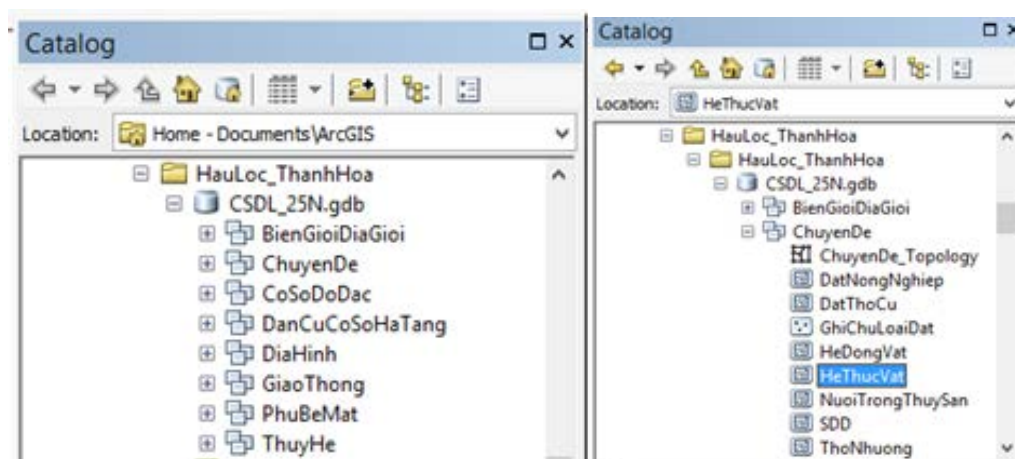 Catalog
Location: Home - Documents\ArcGIS
HauLoc_ThanhHoa
CSDL_25N.gdb
BienGioiDiaGioi
ChuyenDe
CoSoDoDac
DanCuCoSoHaTang
DiaHinh
GiaoThong
PhuBeMat
ThuyHe
Catalog
Location: HeThucVat
HauLoc_ThanhHoa
HauLoc_ThanhHoa
CSDL_25N.gdb
BienGioiDiaGioi
ChuyenDe
ChuyenDe_Topology
DatNongNghiep
DatThoCu
GhiChuLoaiDat
HeDongVat
HeThucVat
NuoiTrongThuySan
SDD
ThoNhuong